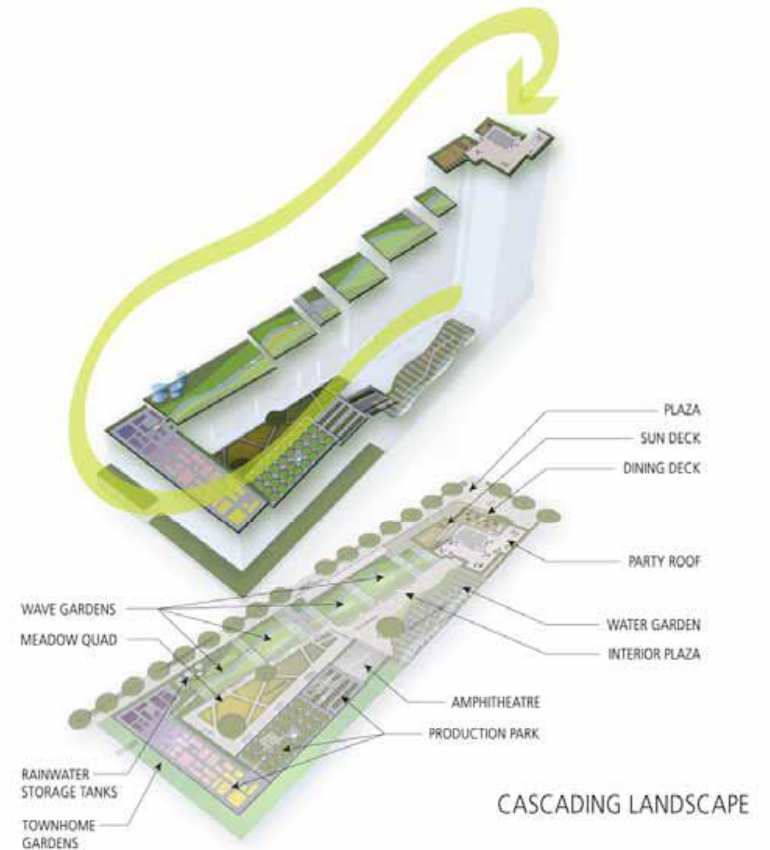 PLAZA
SUN DECK
DINING DECK
PARTY ROOF
WAVE GARDENS
WATER GARDEN
MEADOW QUAD
INTERIOR PLAZA
AMPHITHEATRE
PRODUCTION PARK
RAINWATER
STORAGE TANKS
CASCADING LANDSCAPE
TOWNHOME
GARDENS